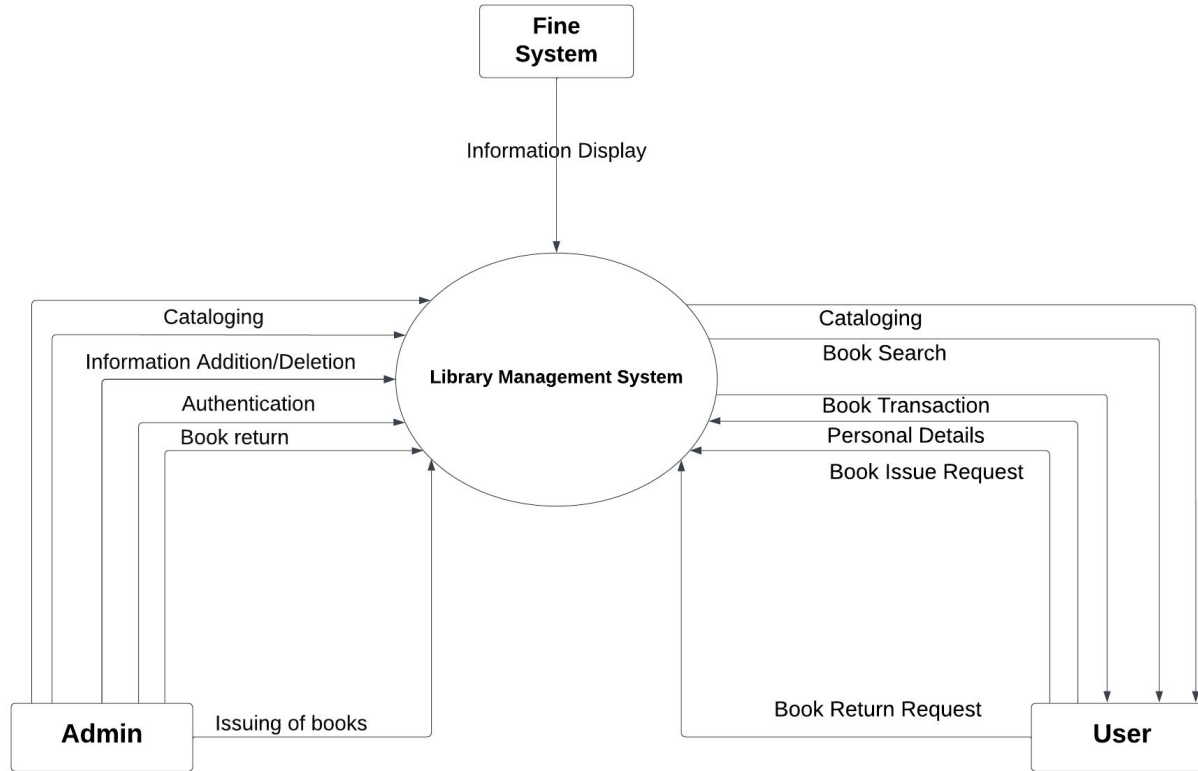 Fine
System
Information Display
Cataloging
Information Addition/Deletion
Authentication
Book return
Issuing of books
Admin
Library Management System
Cataloging
Book Search
Book Transaction
Personal Details
Book Issue Request
Book Return Request
User